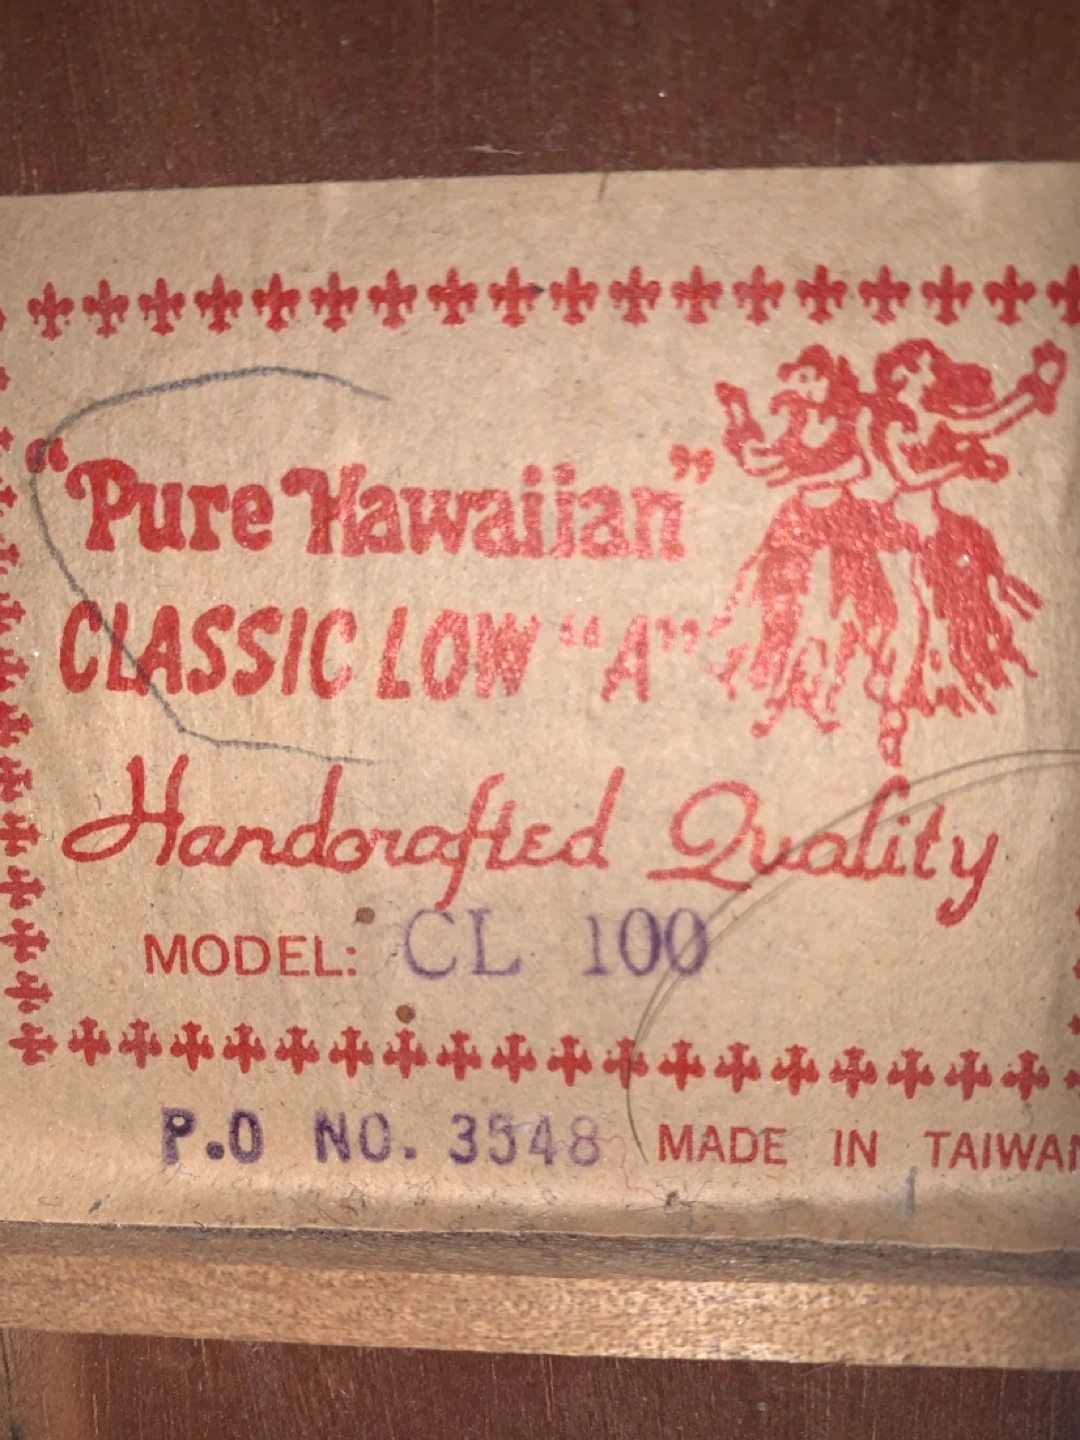 "Pure Hawaiian"
CLASSIC LOW "A"
Handcrafted Quality
MODEL: CL 100
P.O NO. 3548 MADE IN TAIWAN